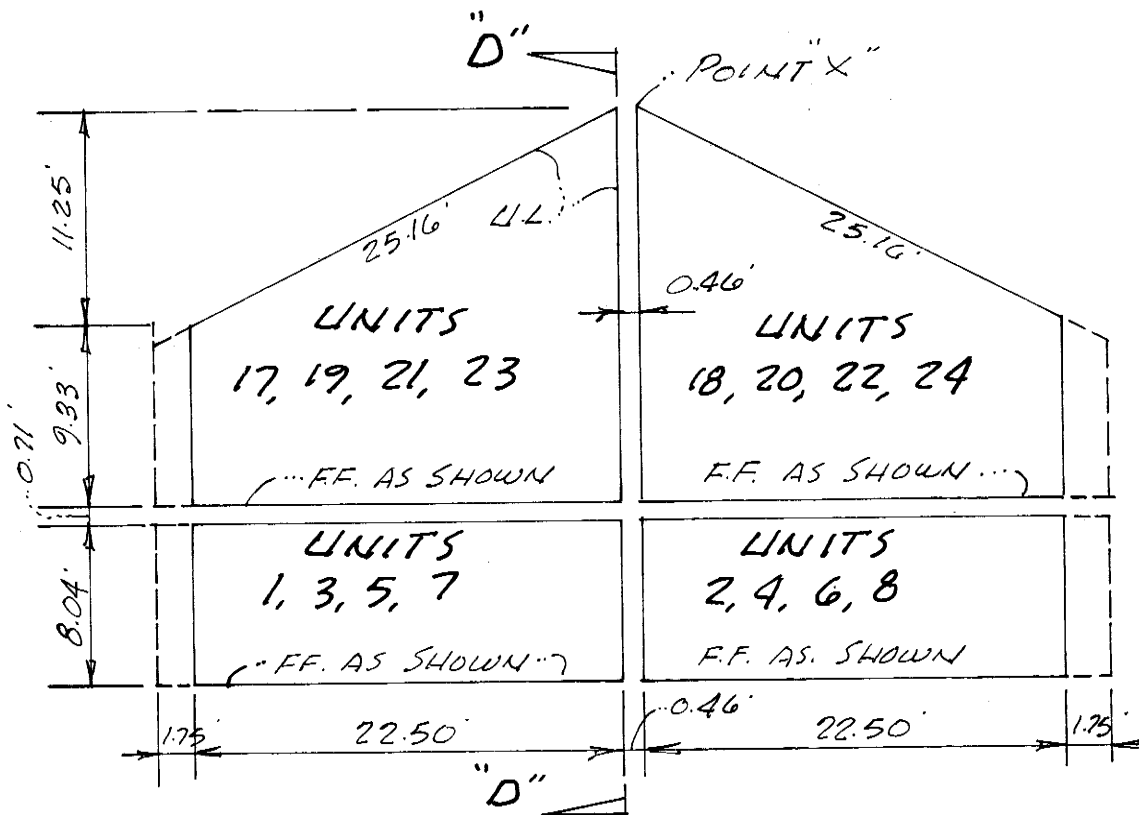 "D"
POINT "X"
11.25'
25.16'
U.L.
25.16'
0.46'
UNITS
17, 19, 21, 23
UNITS
18, 20, 22, 24
9.33'
0.71'
F.F. AS SHOWN
F.F. AS SHOWN
UNITS
1, 3, 5, 7
UNITS
2, 4, 6, 8
8.04'
F.F. AS SHOWN
F.F. AS. SHOWN
0.46'
1.75'
22.50'
22.50'
1.75'
"D"